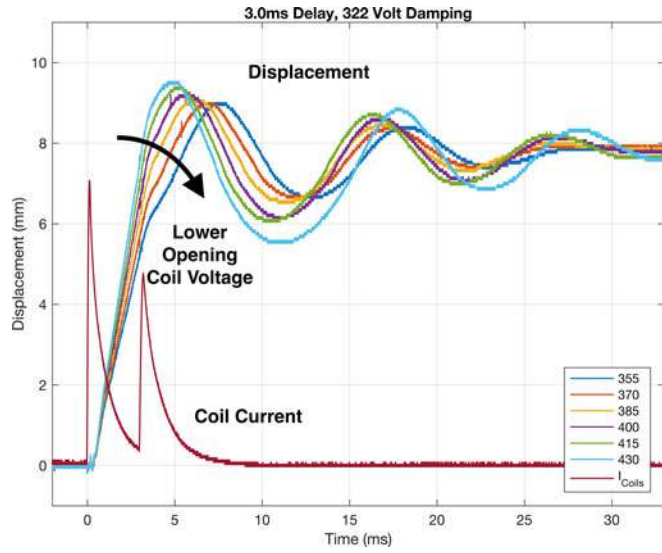 3.0ms Delay, 322 Volt Damping
Displacement
Lower
Opening
Coil Voltage
Coil Current
Displacement (mm)
10
8
6
4
2
0
0
5
10
15
20
25
30
Time (ms)
355
370
385
400
415
430
I_Coils